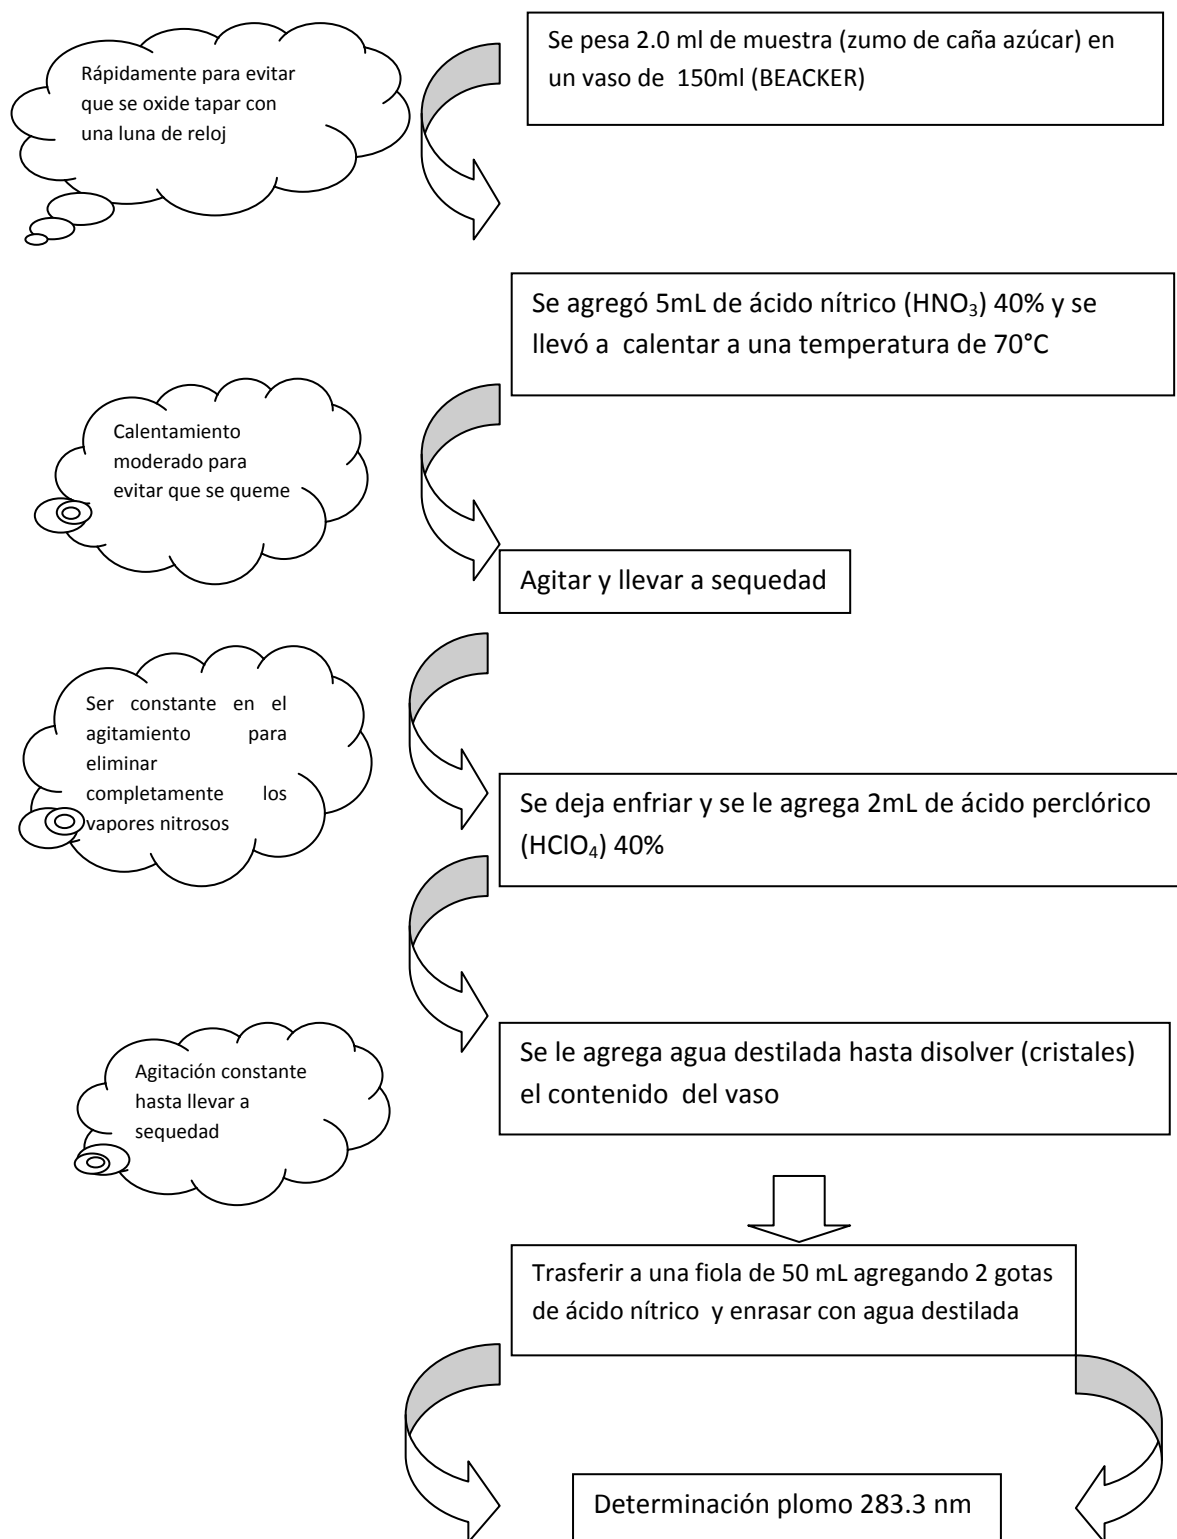 Rápidamente para evitar
que se oxide tapar con
una luna de reloj
Se pesa 2.0 ml de muestra (zumo de caña azúcar) en
un vaso de 150ml (BEACKER)
Se agregó 5mL de ácido nítrico (HNO₃) 40% y se
llevó a calentar a una temperatura de 70°C
Calentamiento
moderado para
evitar que se queme
Agitar y llevar a sequedad
Ser constante en el
agitamiento para
eliminar
completamente los
vapores nitrosos
Se deja enfriar y se le agrega 2mL de ácido perclórico
(HClO₄) 40%
Agitación constante
hasta llevar a
sequedad
Se le agrega agua destilada hasta disolver (cristales)
el contenido del vaso
Trasferir a una fiola de 50 mL agregando 2 gotas
de ácido nítrico y enrasar con agua destilada
Determinación plomo 283.3 nm